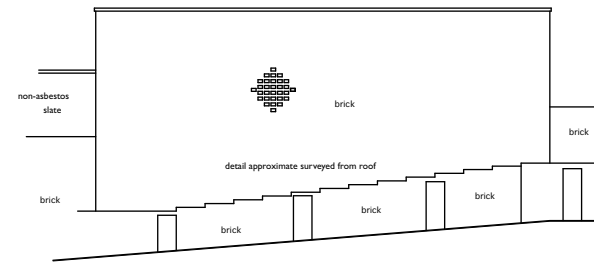 non-asbestos
slate
brick
brick
detail approximate surveyed from roof
brick
brick
brick
brick